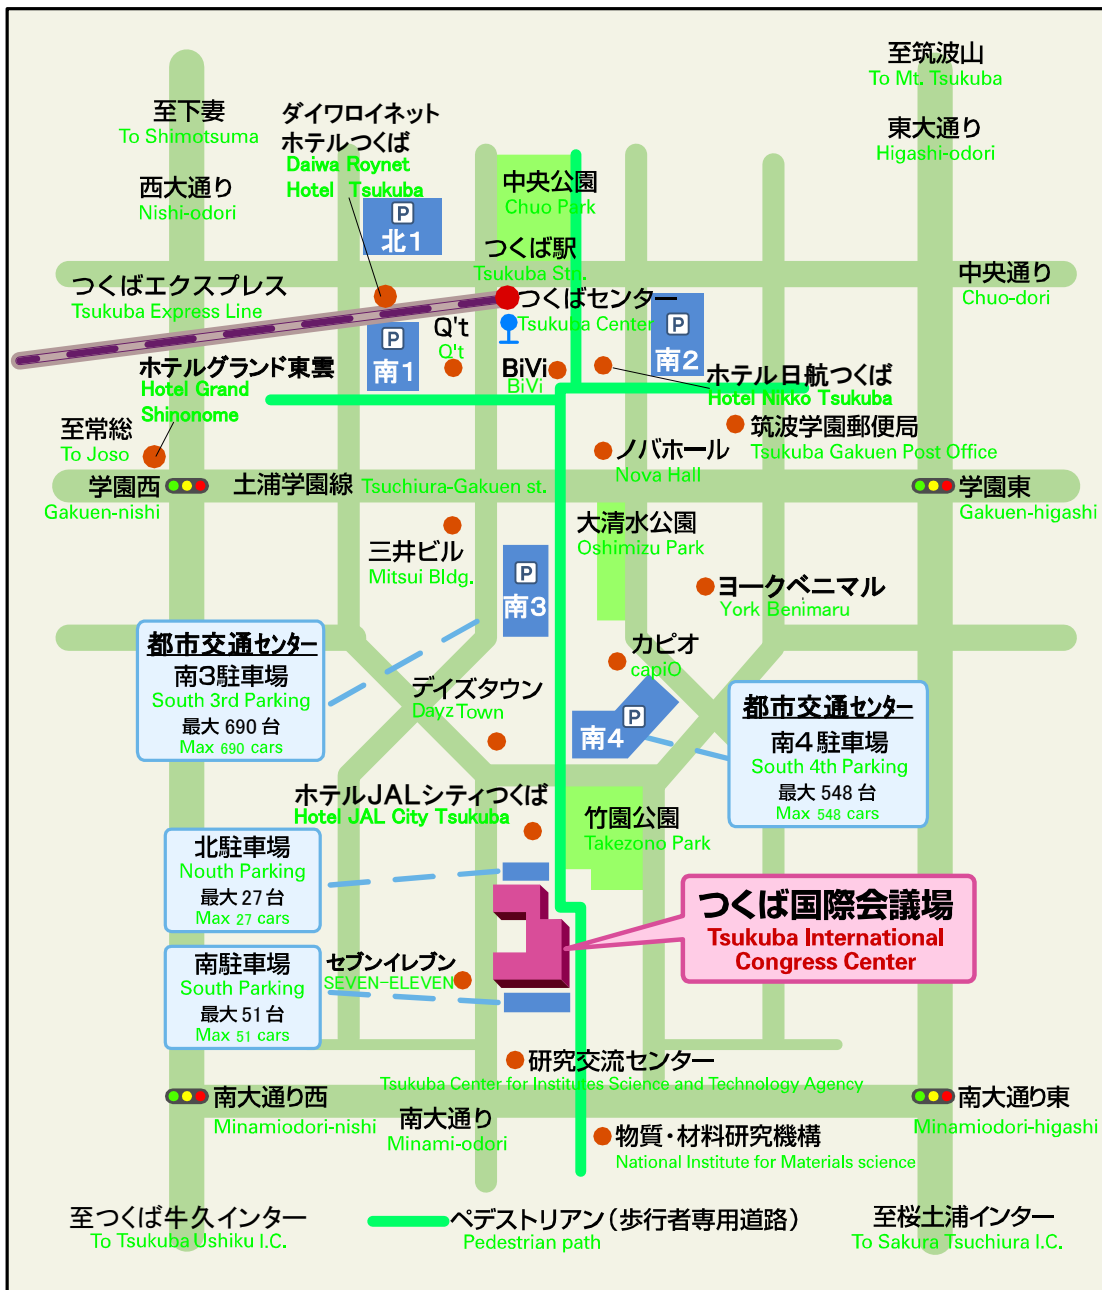 至筑波山
To Mt. Tsukuba
至下妻
To Shimotsuma
ダイワロイネット
ホテルつくば
Daiwa Roynet
Hotel Tsukuba
東大通り
Higashi-odori
西大通り
Nishi-odori
中央公園
Chuo Park
P
北1
つくば駅
Tsukuba Stn.
中央通り
Chuo-dori
つくばエクスプレス
Tsukuba Express Line
つくばセンター
Tsukuba Center
Q't
Q't
P
南1
P
南2
BiVi
BiVi
ホテルグランド東雲
Hotel Grand
Shinonome
ホテル日航つくば
Hotel Nikko Tsukuba
至常総
To Joso
ノバホール
Nova Hall
筑波学園郵便局
Tsukuba Gakuen Post Office
学園西
Gakuen-nishi
土浦学園線
Tsuchiura-Gakuen st.
学園東
Gakuen-higashi
三井ビル
Mitsui Bldg.
大清水公園
Oshimizu Park
P
南3
ヨークベニマル
York Benimaru
都市交通センター
南3駐車場
South 3rd Parking
最大 690 台
Max 690 cars
カピオ
capiO
デイズタウン
Dayz Town
P
南4
都市交通センター
南4駐車場
South 4th Parking
最大 548 台
Max 548 cars
ホテルJALシティつくば
Hotel JAL City Tsukuba
竹園公園
Takezono Park
北駐車場
Nouth Parking
最大 27 台
Max 27 cars
つくば国際会議場
Tsukuba International
Congress Center
南駐車場
South Parking
最大 51 台
Max 51 cars
セブンイレブン
SEVEN-ELEVEN
研究交流センター
Tsukuba Center for Institutes Science and Technology Agency
南大通り西
Minamiodori-nishi
南大通り
Minami-odori
南大通り東
Minamiodori-higashi
物質・材料研究機構
National Institute for Materials science
至つくば牛久インター
To Tsukuba Ushiku I.C.
ペデストリアン（歩行者専用道路）
Pedestrian path
至桜土浦インター
To Sakura Tsuchiura I.C.